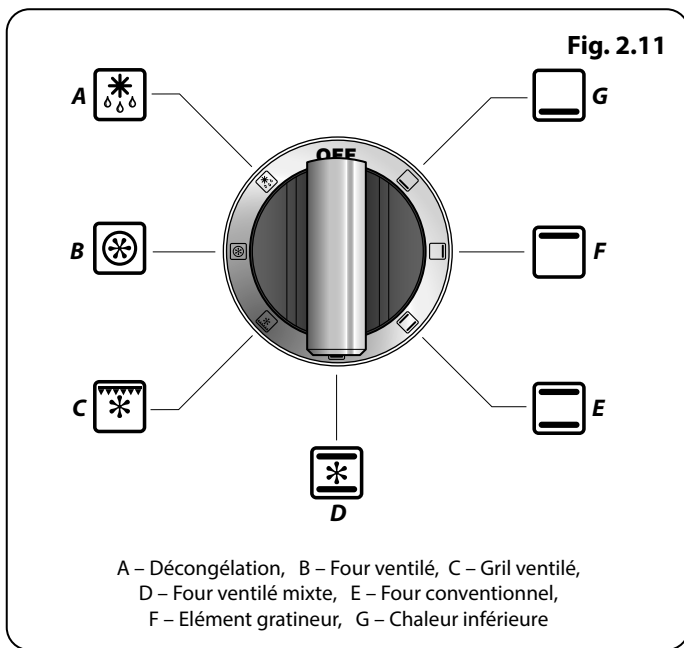 Fig. 2.11
A
G
OFF
B
F
C
E
D
A – Décongélation, B – Four ventilé, C – Gril ventilé,
D – Four ventilé mixte, E – Four conventionnel,
F – Elément gratineur, G – Chaleur inférieure